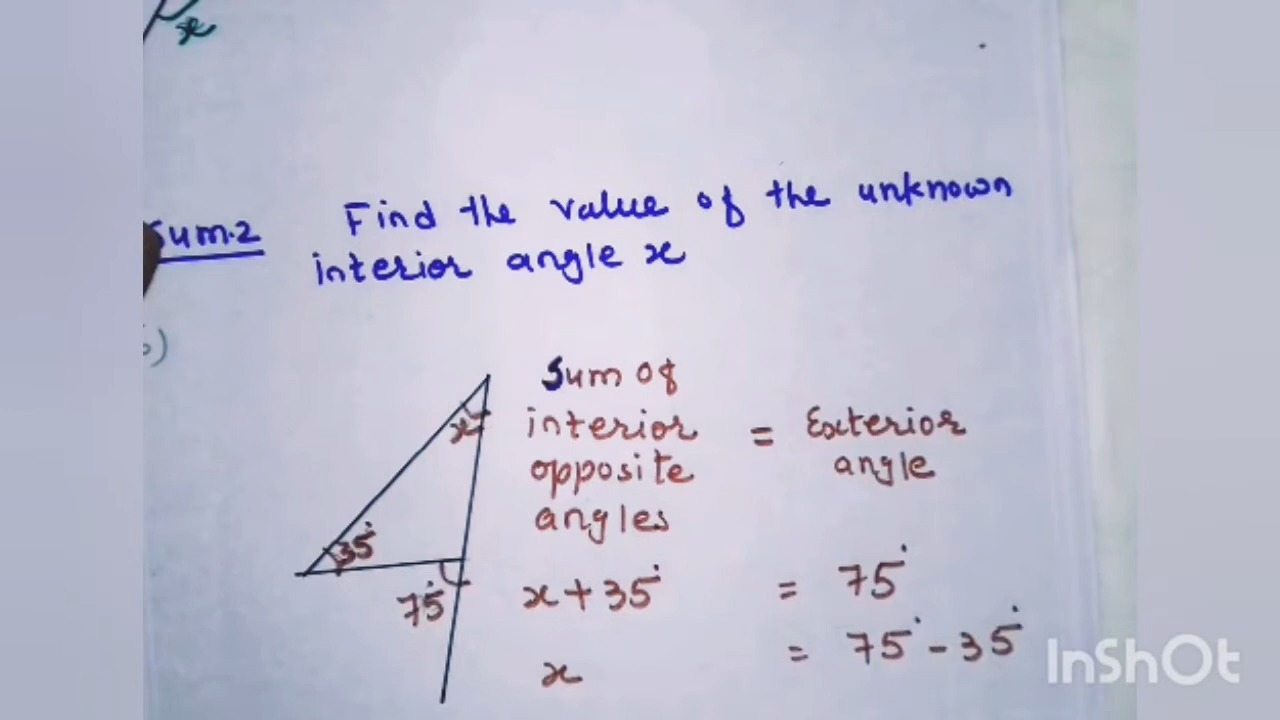 x
Sum.2 Find the value of the unknown
interior angle x
Sum of
interior = Exterior
opposite angle
angles
x
35°
75°
x + 35° = 75°
x = 75° - 35°
InShOt